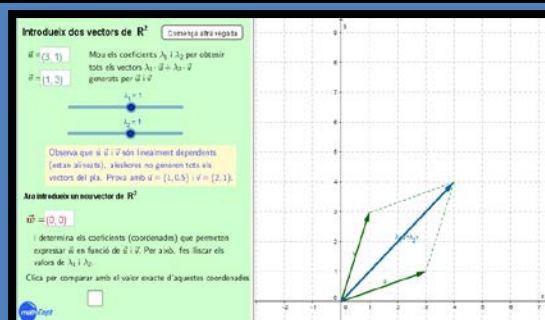 Introdueix dos vectors de R²
Comença altra vegada
u⃗ = (3, 1)
v⃗ = (1, 3)
Mou els coeficients λ₁ i λ₂ per obtenir
tots els vectors λ₁ · u⃗ + λ₂ · v⃗
generats per u⃗ i v⃗
λ₁ = 1
λ₂ = 1
Observa que si u⃗ i v⃗ són linealment dependents
(estan alineats), aleshores no generen tots els
vectors del pla. Prova amb u⃗ = (1, 0.5) i v⃗ = (2, 1).
Ara introdueix un nou vector de R²
w⃗ = (0, 0)
i determina els coeficients (coordenades) que permeten
expressar w⃗ en funció de u⃗ i v⃗. Per això, fes lliscar els
valors de λ₁ i λ₂.
Clica per comparar amb el valor exacte d'aquestes coordenades